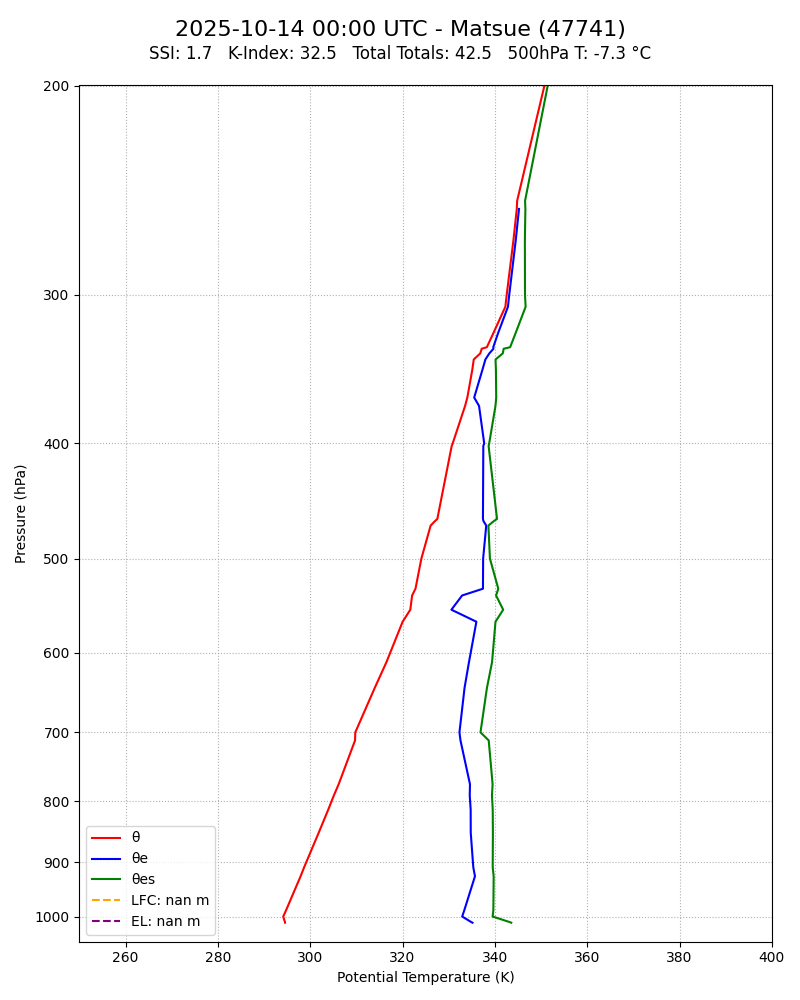 2025-10-14 00:00 UTC - Matsue (47741)
SSI: 1.7   K-Index: 32.5   Total Totals: 42.5   500hPa T: -7.3 °C
200
300
400
500
600
700
800
900
1000
Pressure (hPa)
θ
θe
θes
LFC: nan m
EL: nan m
260 280 300 320 340 360 380 400
Potential Temperature (K)